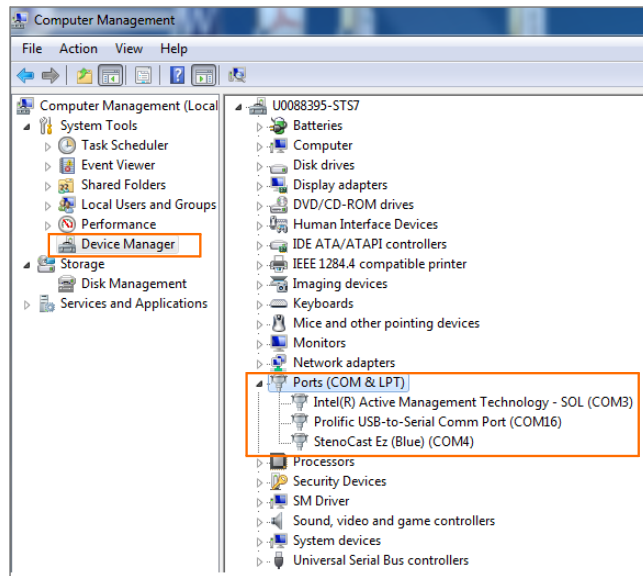 Computer Management
File Action View Help
Computer Management (Local
System Tools
Task Scheduler
Event Viewer
Shared Folders
Local Users and Groups
Performance
Device Manager
Storage
Disk Management
Services and Applications
U0088395-STS7
Batteries
Computer
Disk drives
Display adapters
DVD/CD-ROM drives
Human Interface Devices
IDE ATA/ATAPI controllers
IEEE 1284.4 compatible printer
Imaging devices
Keyboards
Mice and other pointing devices
Monitors
Network adapters
Ports (COM & LPT)
Intel(R) Active Management Technology - SOL (COM3)
Prolific USB-to-Serial Comm Port (COM16)
StenoCast Ez (Blue) (COM4)
Processors
Security Devices
SM Driver
Sound, video and game controllers
System devices
Universal Serial Bus controllers